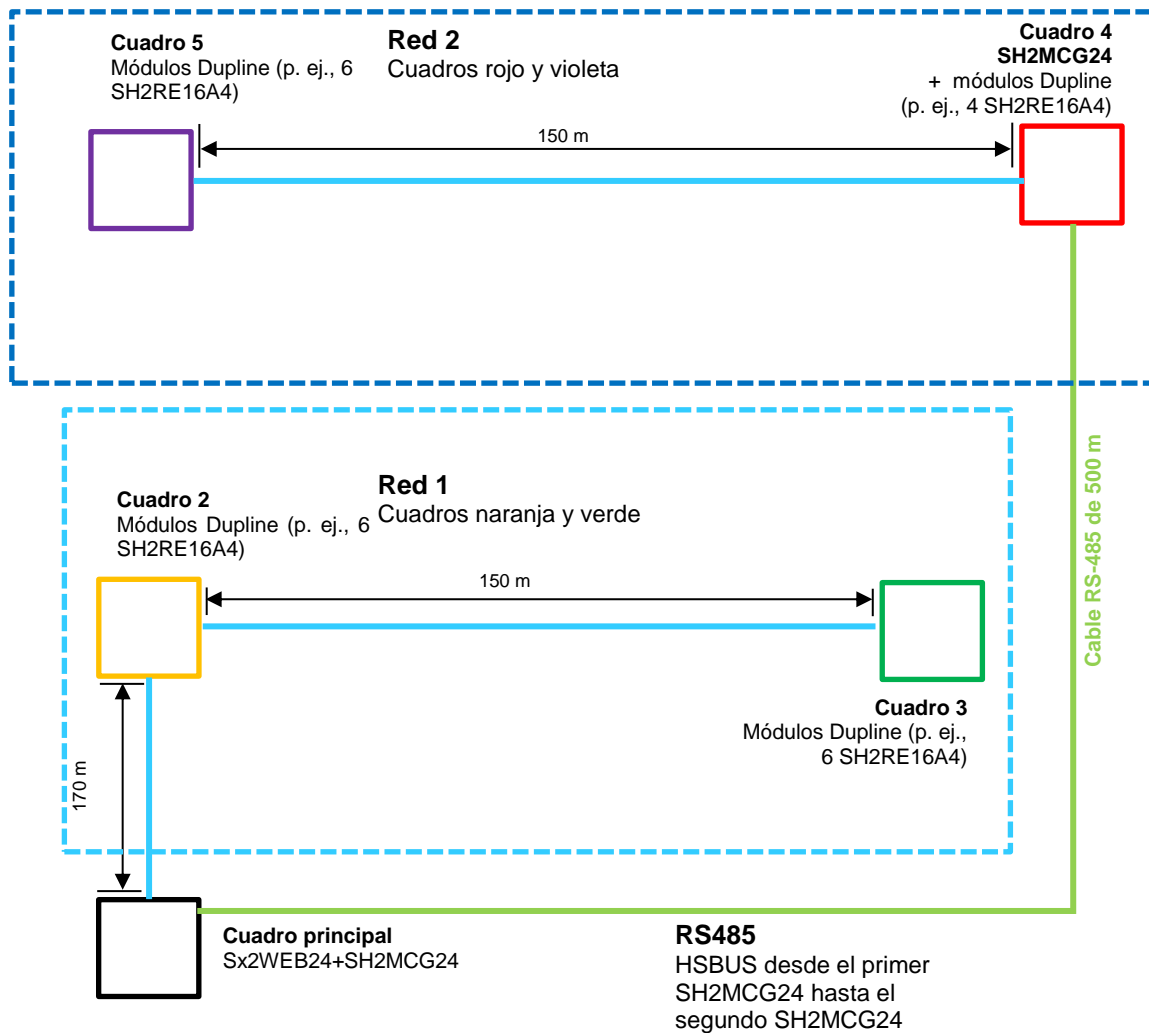 Cuadro 5
Módulos Dupline (p. ej., 6
SH2RE16A4)
Red 2
Cuadros rojo y violeta
Cuadro 4
SH2MCG24
+ módulos Dupline
(p. ej., 4 SH2RE16A4)
150 m
Cable RS-485 de 500 m
Red 1
Cuadros naranja y verde
Cuadro 2
Módulos Dupline (p. ej., 6
SH2RE16A4)
150 m
Cuadro 3
Módulos Dupline (p. ej.,
6 SH2RE16A4)
170 m
Cuadro principal
Sx2WEB24+SH2MCG24
RS485
HSBUS desde el primer
SH2MCG24 hasta el
segundo SH2MCG24